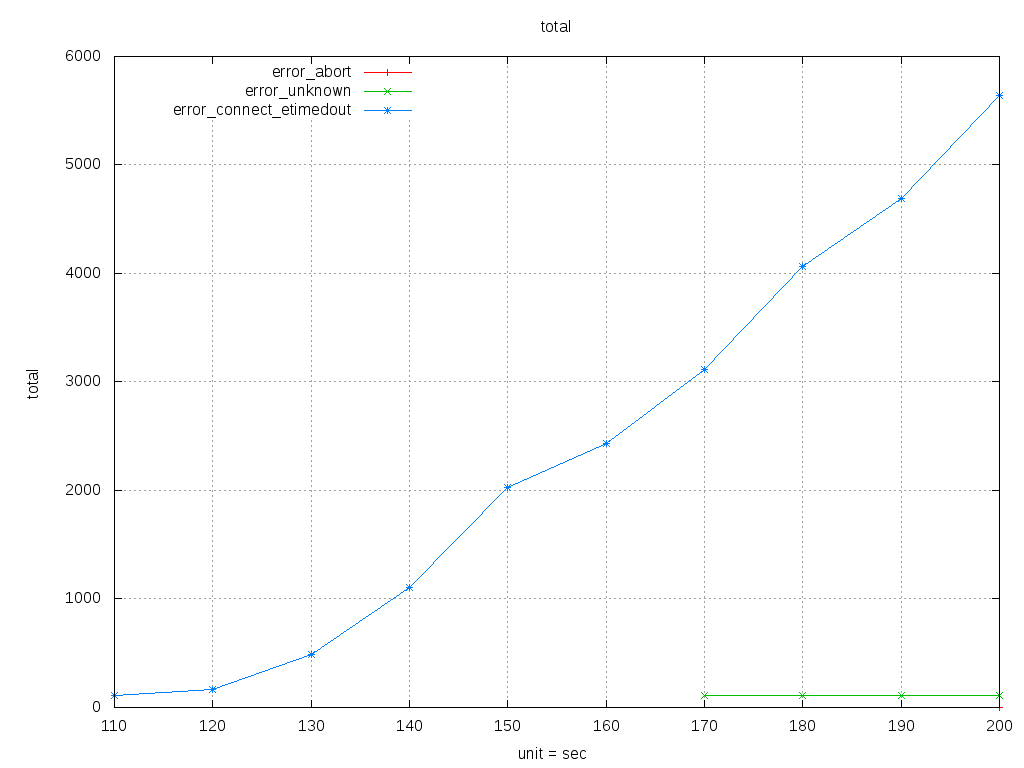 total
error_abort
error_unknown
error_connect_etimedout
6000
5000
4000
3000
2000
1000
0
total
110 120 130 140 150 160 170 180 190 200
unit = sec